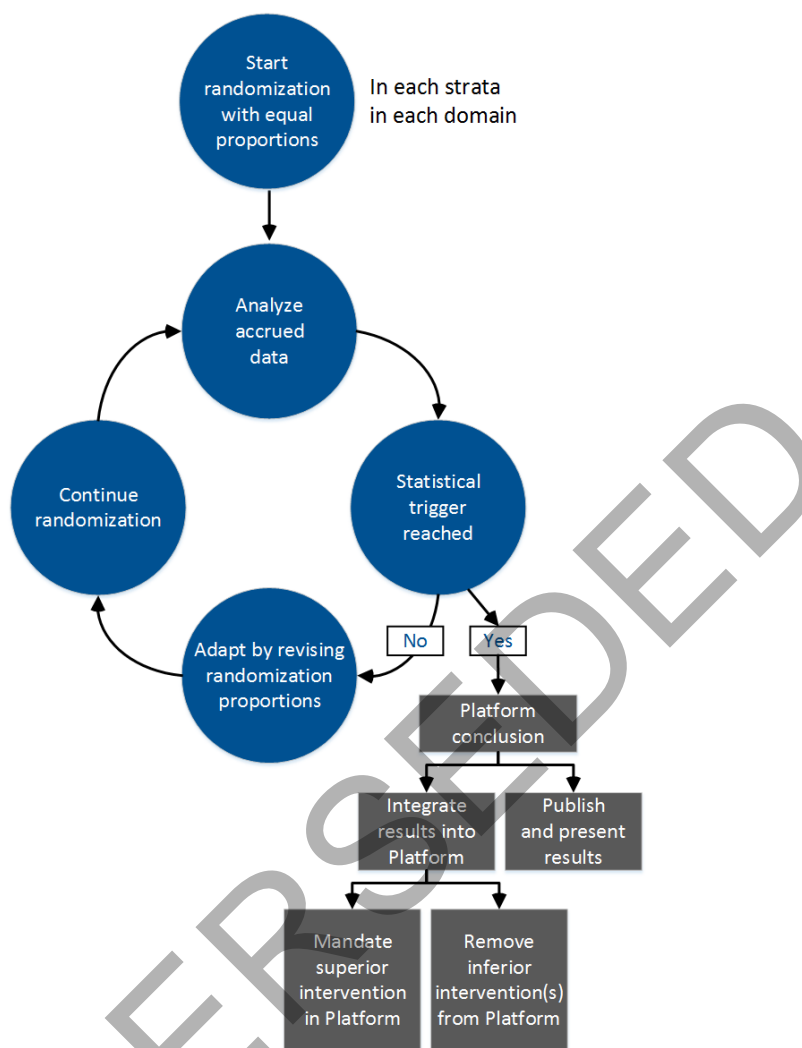 Start
randomization
with equal
proportions
In each strata
in each domain
Analyze
accrued
data
Continue
randomization
Statistical
trigger
reached
No
Yes
Adapt by revising
randomization
proportions
Platform
conclusion
Integrate
results into
Platform
Publish
and present
results
Mandate
superior
intervention
in Platform
Remove
inferior
intervention(s)
from Platform
ERSEDED